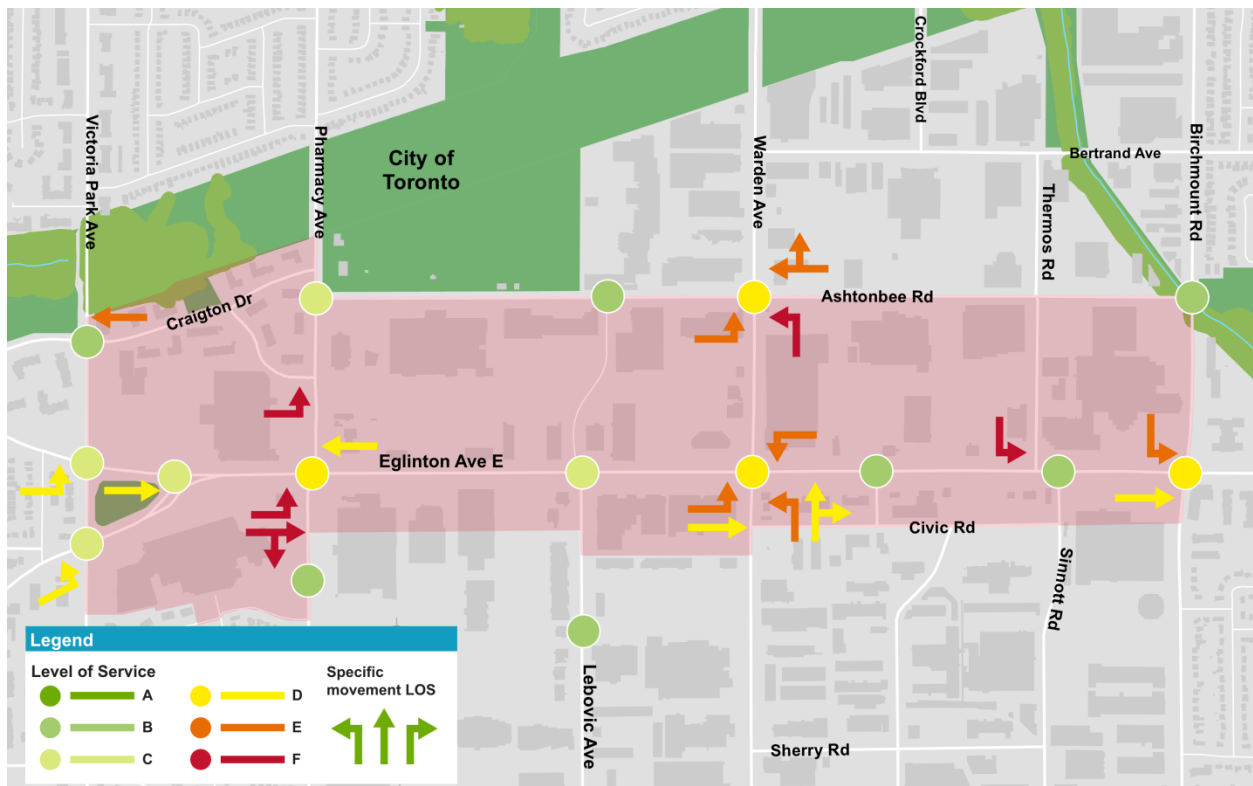 Crockford Blvd
Victoria Park Ave
Pharmacy Ave
City of
Toronto
Warden Ave
Bertrand Ave
Thermos Rd
Birchmount Rd
Craigton Dr
Ashtonbee Rd
Eglinton Ave E
Civic Rd
Sinnott Rd
Lebovic Ave
Sherry Rd
Legend
Level of Service
A
B
C
D
E
F
Specific
movement LOS